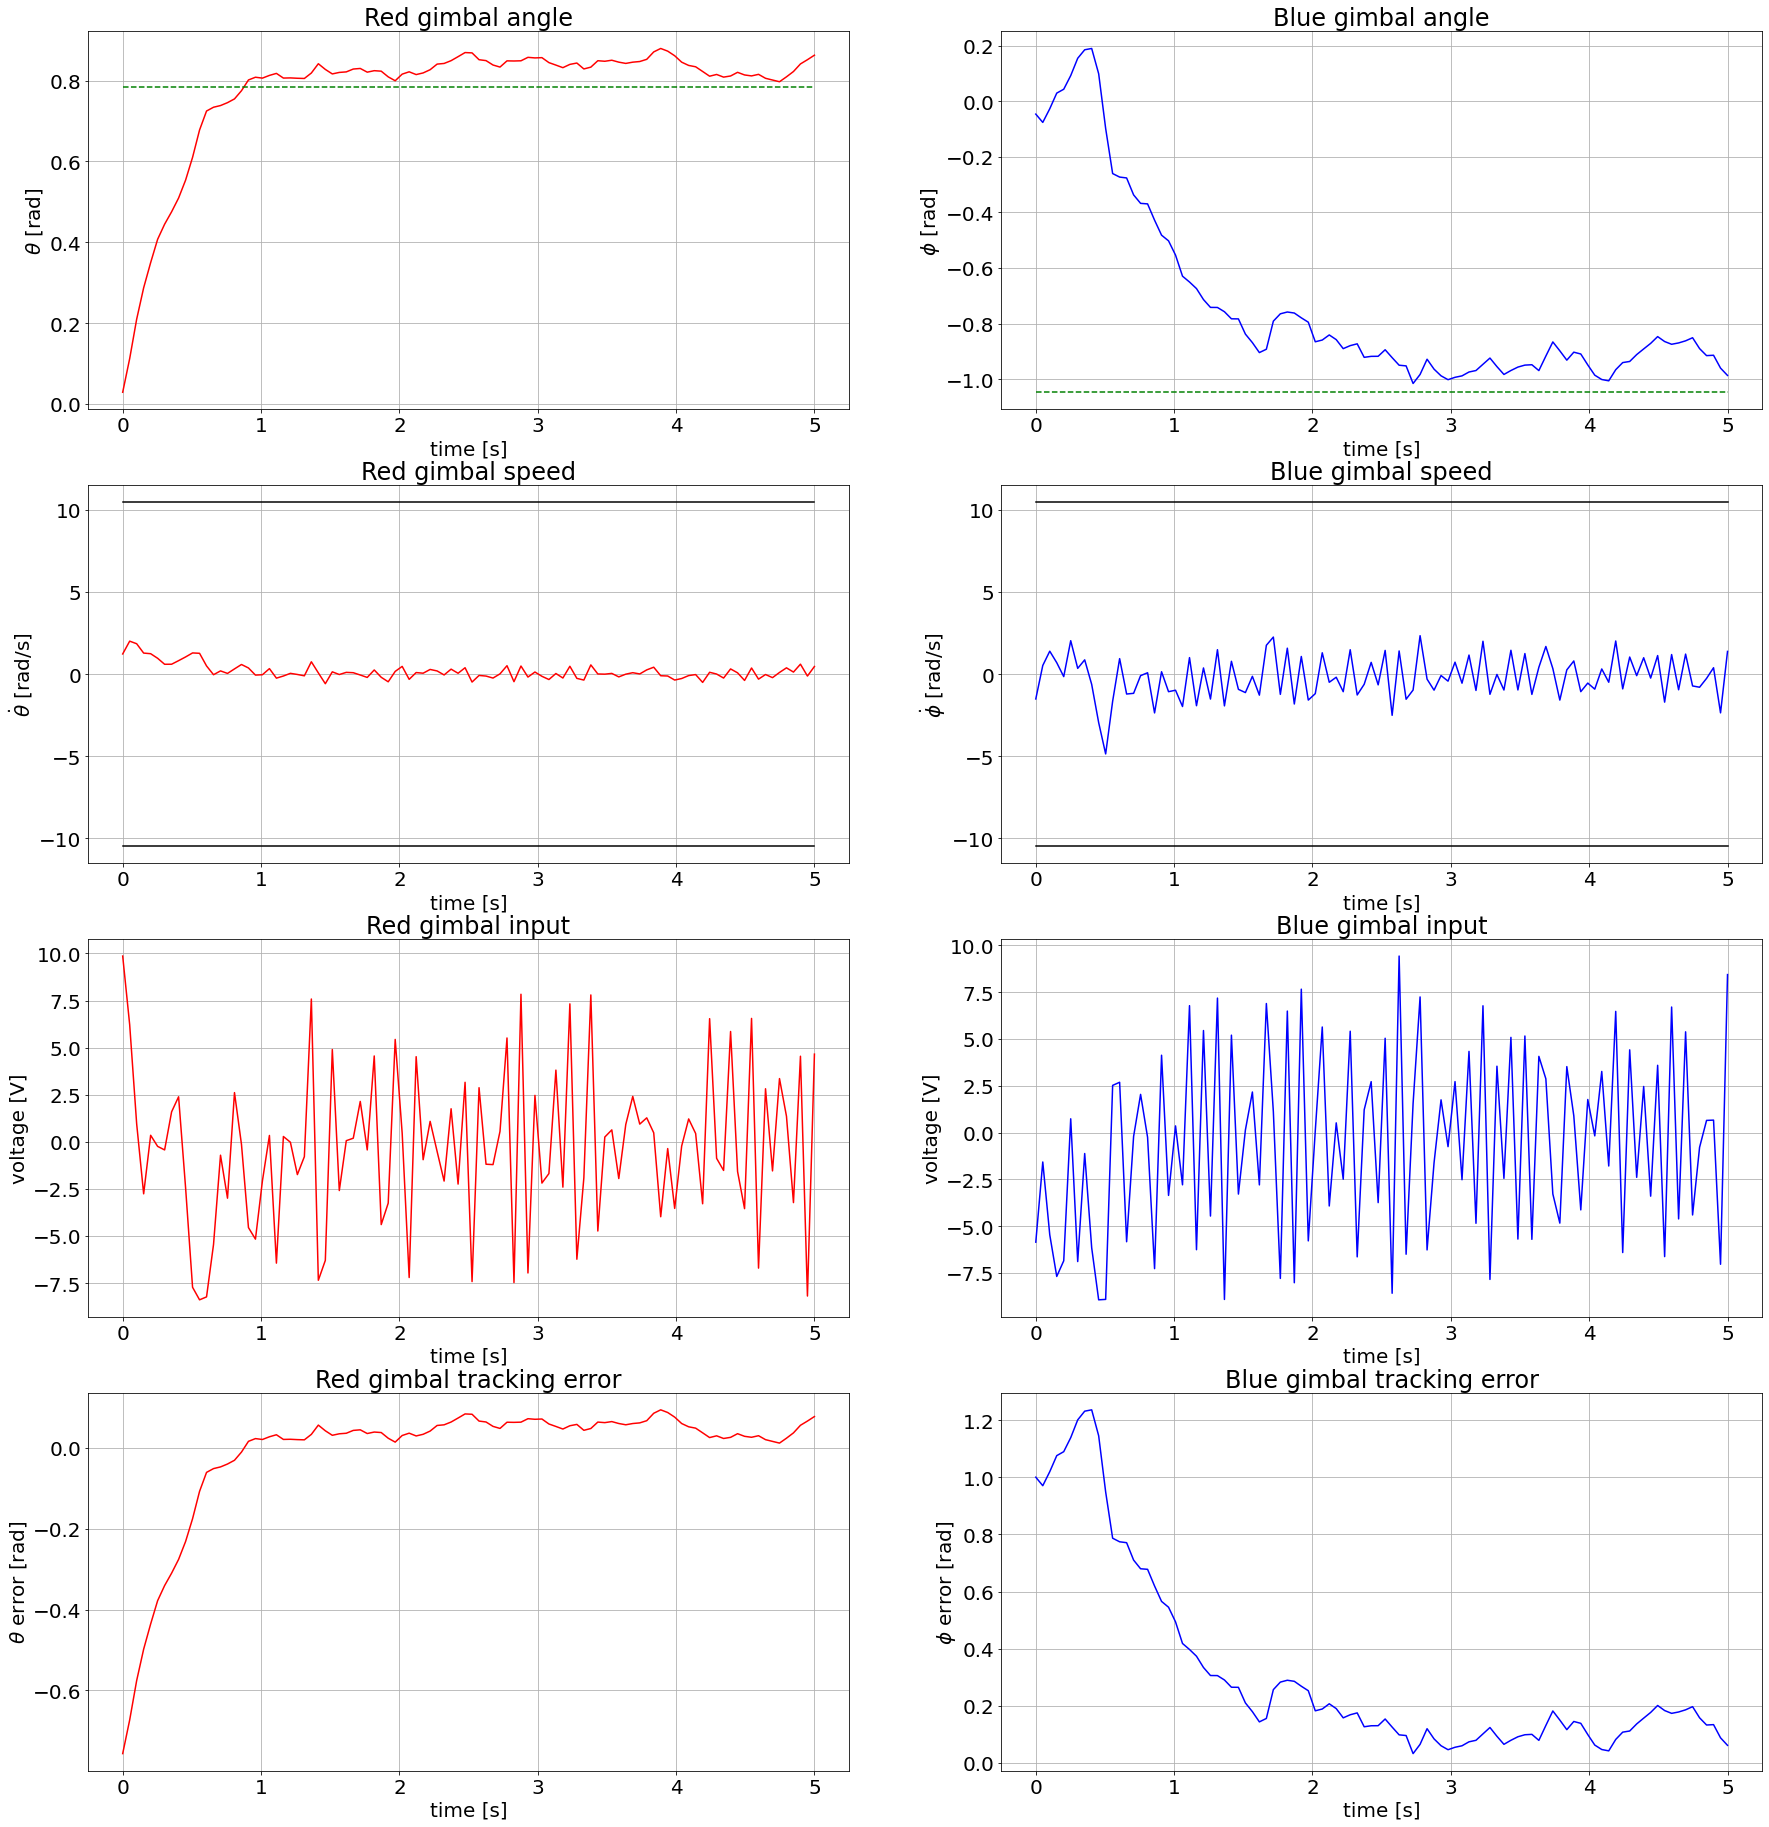 Red gimbal angle
θ [rad]
0.8
0.6
0.4
0.2
0.0
0 1 2 3 4 5
time [s]
Blue gimbal angle
ϕ [rad]
0.2
0.0
−0.2
−0.4
−0.6
−0.8
−1.0
0 1 2 3 4 5
time [s]
Red gimbal speed
θ̇ [rad/s]
10
5
0
−5
−10
0 1 2 3 4 5
time [s]
Blue gimbal speed
ϕ̇ [rad/s]
10
5
0
−5
−10
0 1 2 3 4 5
time [s]
Red gimbal input
voltage [V]
10.0
7.5
5.0
2.5
0.0
−2.5
−5.0
−7.5
0 1 2 3 4 5
time [s]
Blue gimbal input
voltage [V]
10.0
7.5
5.0
2.5
0.0
−2.5
−5.0
−7.5
0 1 2 3 4 5
time [s]
Red gimbal tracking error
θ error [rad]
0.0
−0.2
−0.4
−0.6
0 1 2 3 4 5
time [s]
Blue gimbal tracking error
ϕ error [rad]
1.2
1.0
0.8
0.6
0.4
0.2
0.0
0 1 2 3 4 5
time [s]